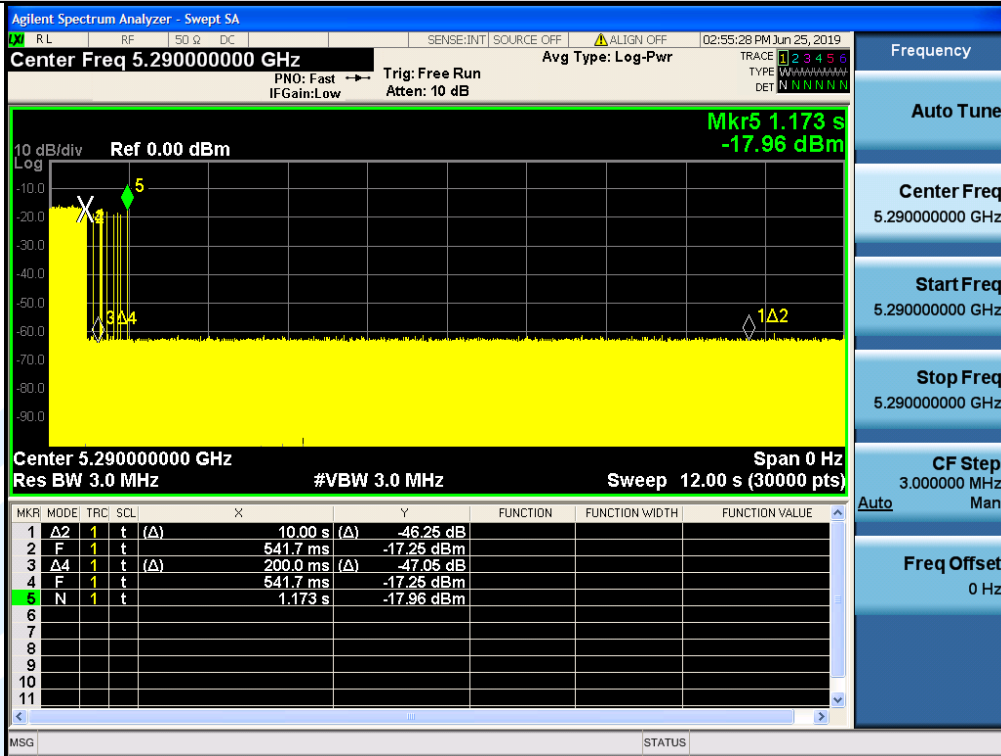 Agilent Spectrum Analyzer - Swept SA
LXI RL RF 50 Ω DC SENSE:INT SOURCE OFF ALIGN OFF 02:55:28 PM Jun 25, 2019
Center Freq 5.290000000 GHz Avg Type: Log-Pwr TRACE 1 2 3 4 5 6
PNO: Fast Trig: Free Run TYPE W
IFGain:Low Atten: 10 dB DET N N N N N N
Mkr5 1.173 s
-17.96 dBm
10 dB/div Ref 0.00 dBm
Log
-10.0
5
-20.0
2
-30.0
-40.0
-50.0
3Δ4
1Δ2
-60.0
-70.0
-80.0
-90.0
Center 5.290000000 GHz Span 0 Hz
Res BW 3.0 MHz #VBW 3.0 MHz Sweep 12.00 s (30000 pts)
MKR MODE TRC SCL X Y FUNCTION FUNCTION WIDTH FUNCTION VALUE
1 Δ2 1 t (Δ) 10.00 s (Δ) -46.25 dB
2 F 1 t 541.7 ms -17.25 dBm
3 Δ4 1 t (Δ) 200.0 ms (Δ) -47.05 dB
4 F 1 t 541.7 ms -17.25 dBm
5 N 1 t 1.173 s -17.96 dBm
6
7
8
9
10
11
MSG STATUS
Frequency
Auto Tune
Center Freq
5.290000000 GHz
Start Freq
5.290000000 GHz
Stop Freq
5.290000000 GHz
CF Step
3.000000 MHz
Auto Man
Freq Offset
0 Hz